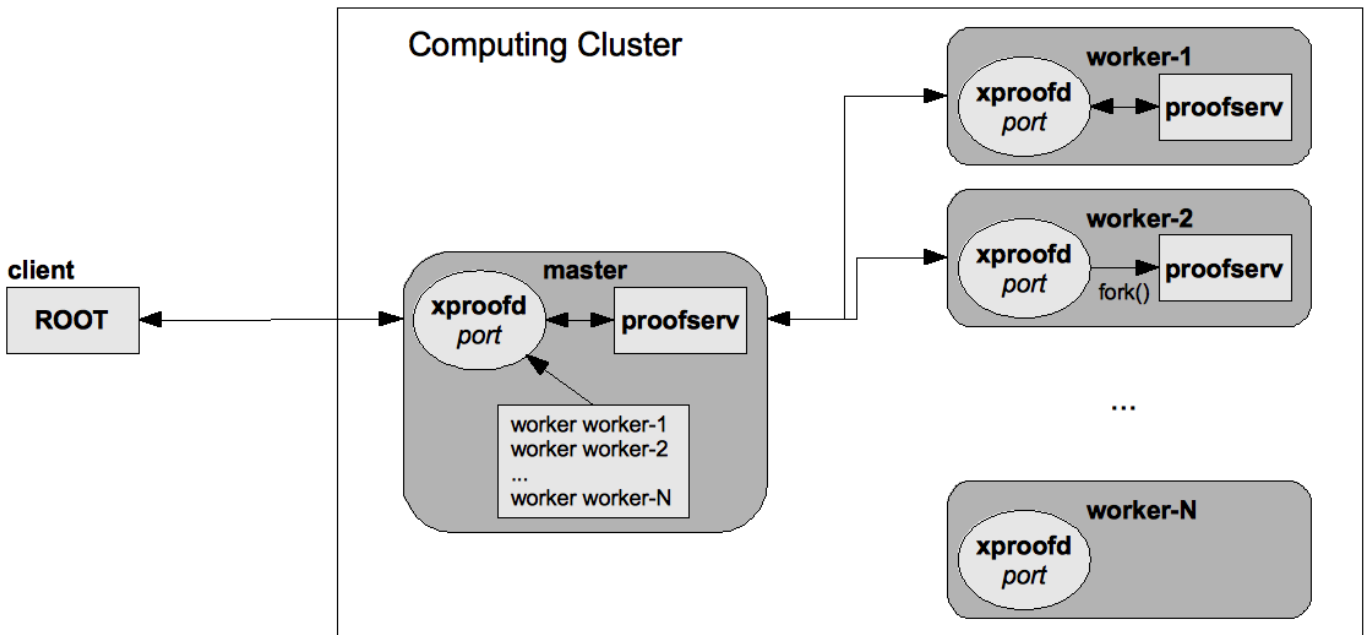 Computing Cluster
client
ROOT
master
xproofd
port
proofserv
worker worker-1
worker worker-2
...
worker worker-N
worker-1
xproofd
port
proofserv
worker-2
xproofd
port
fork()
proofserv
...
worker-N
xproofd
port